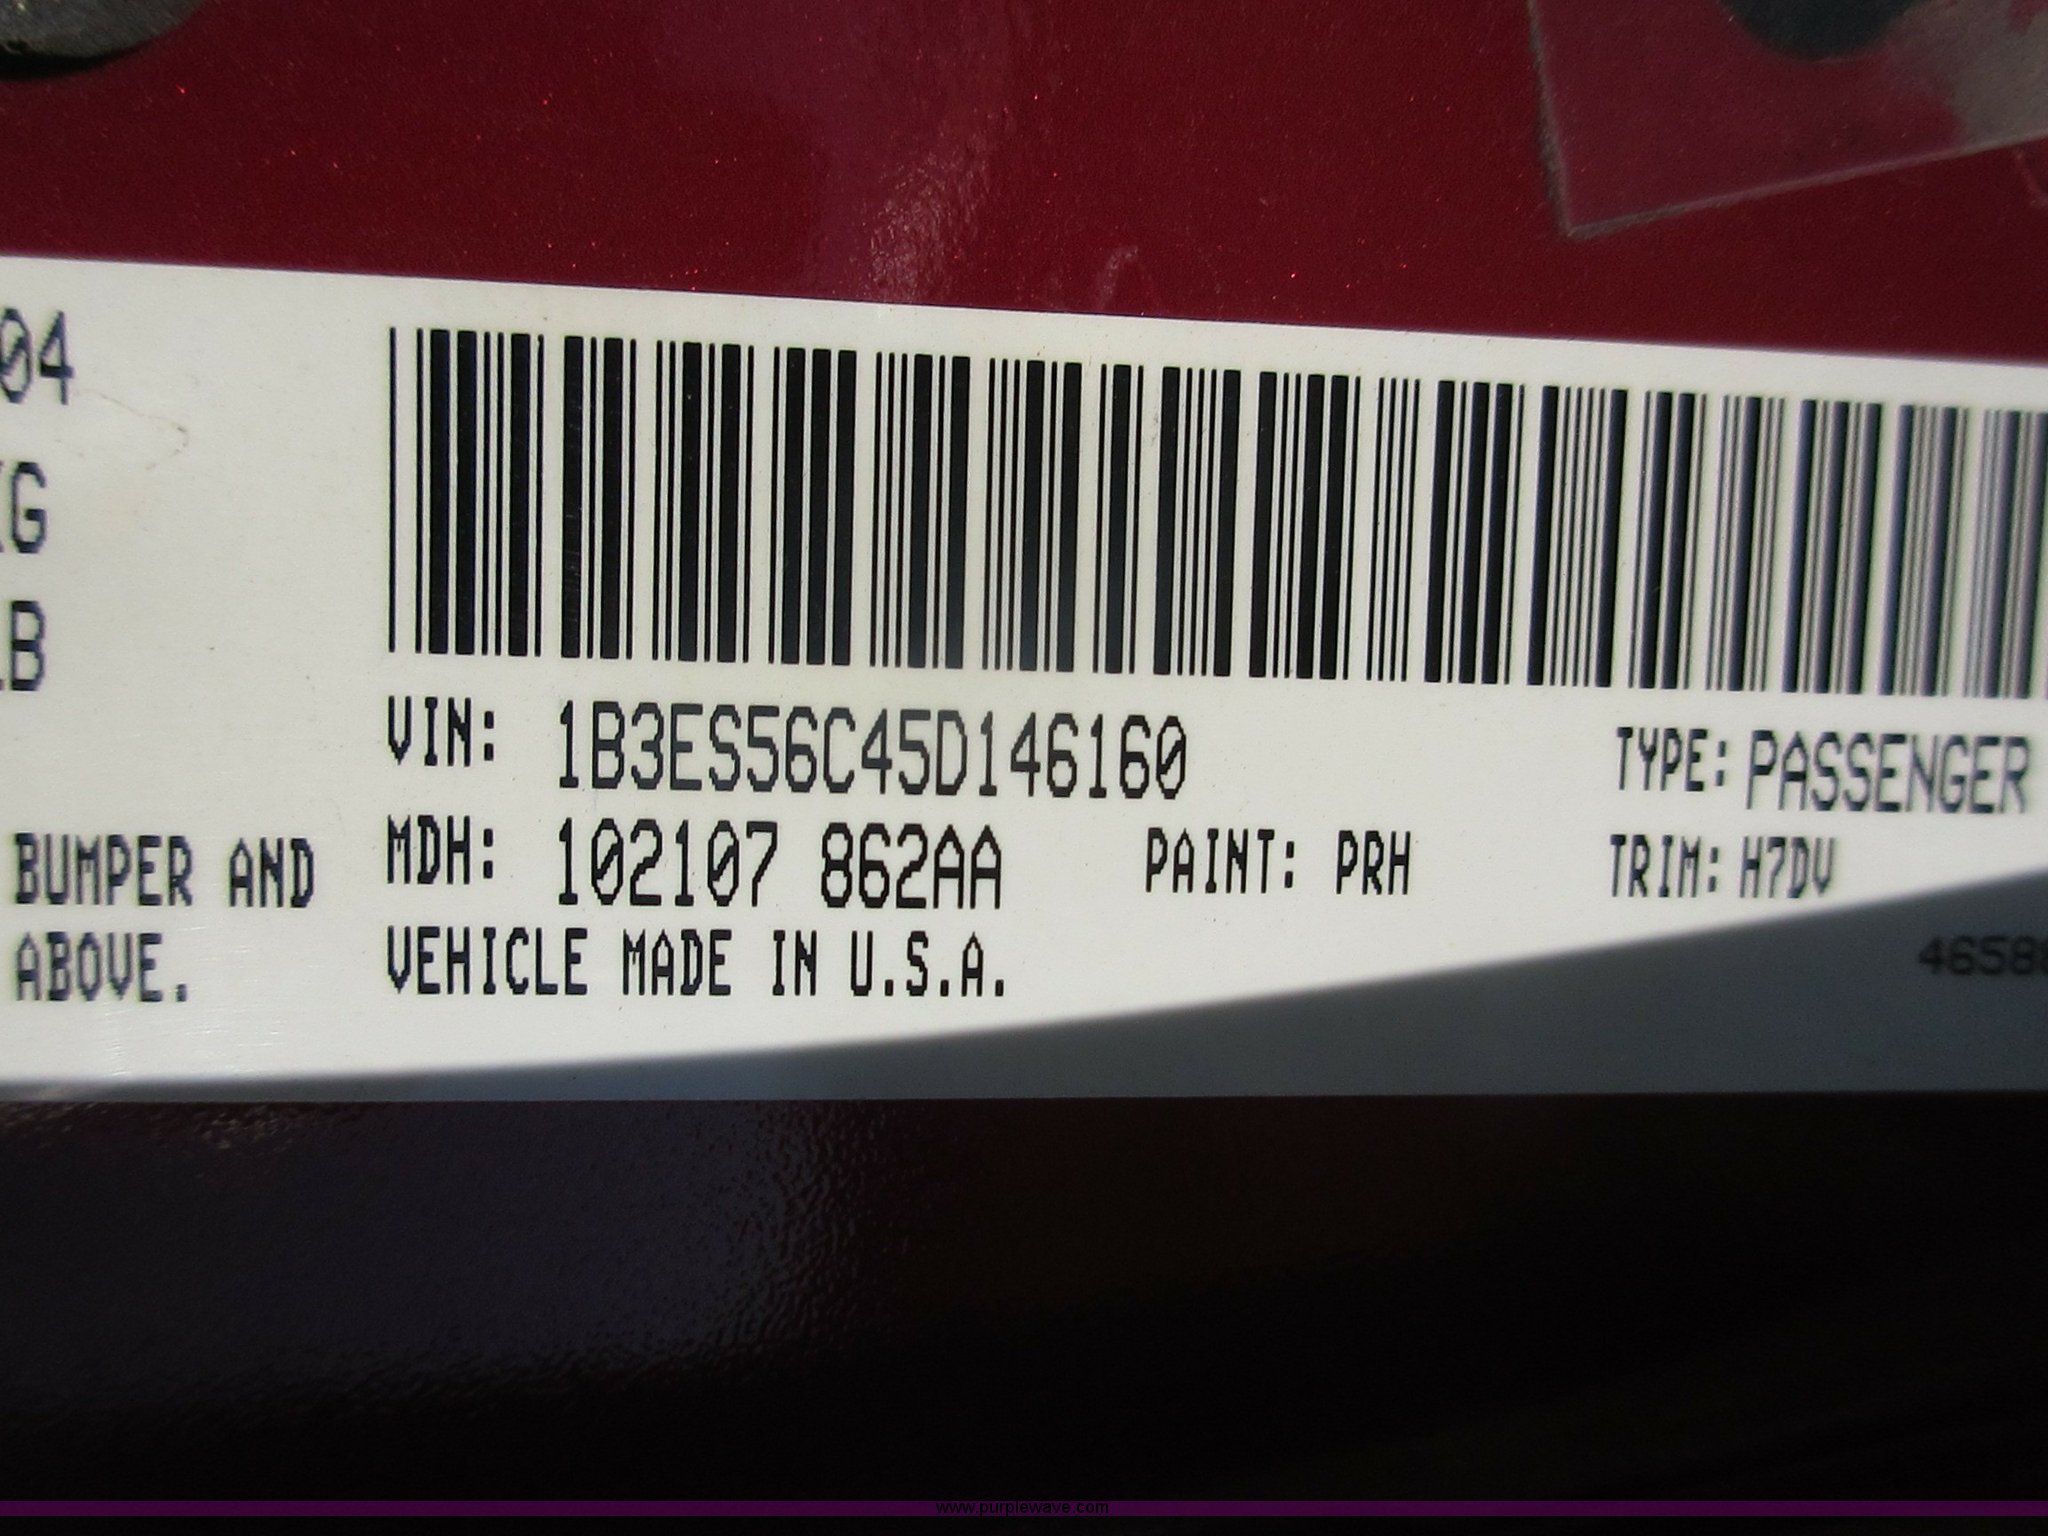 04
G
B
VIN: 1B3ES56C45D146160
TYPE: PASSENGER
BUMPER AND
MDH: 102107 862AA
PAINT: PRH
TRIM: H7DV
ABOVE.
VEHICLE MADE IN U.S.A.
4658
www.purplewave.com